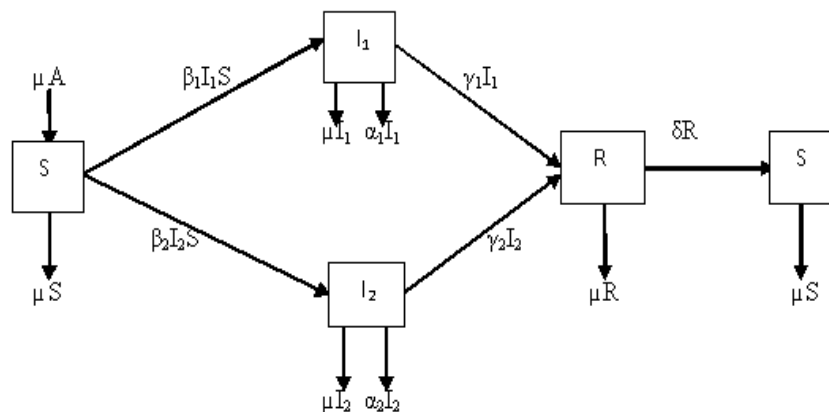 I₁
μA
β₁I₁S
γ₁I₁
μI₁ α₁I₁
S
R
δR
S
β₂I₂S
γ₂I₂
μS
I₂
μR
μS
μI₂ α₂I₂